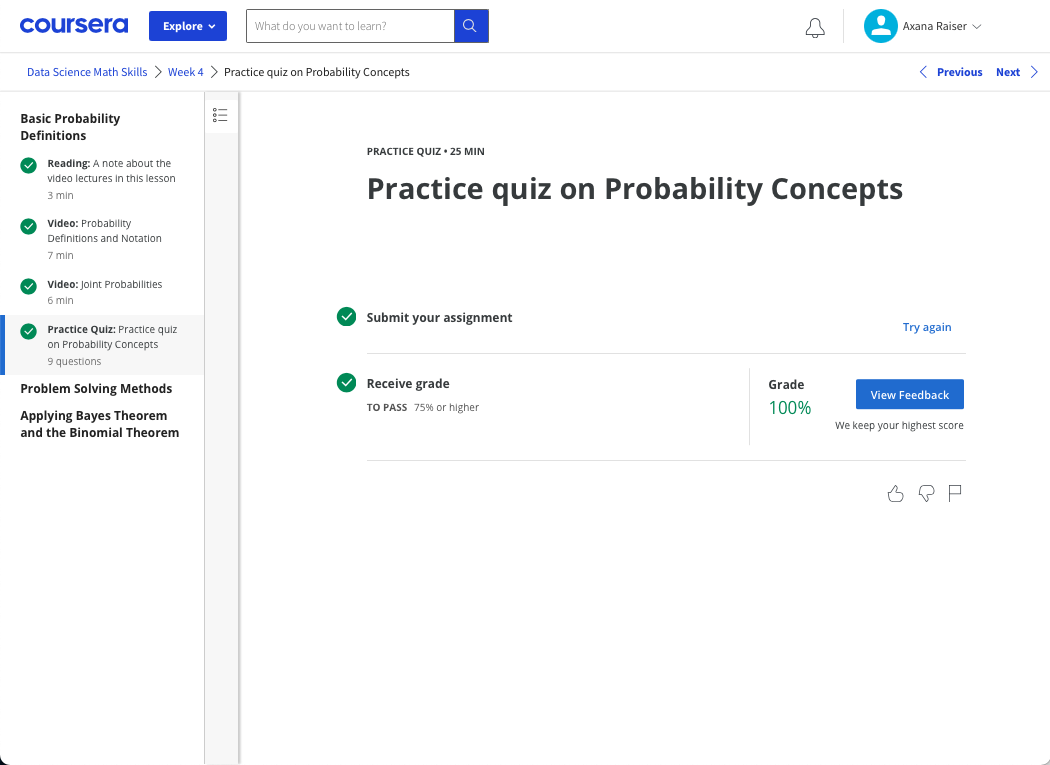 coursera
Explore
What do you want to learn?
Axana Raiser
Data Science Math Skills
Week 4
Practice quiz on Probability Concepts
Previous
Next
Basic Probability
Definitions
Reading: A note about the
video lectures in this lesson
3 min
Video: Probability
Definitions and Notation
7 min
Video: Joint Probabilities
6 min
Practice Quiz: Practice quiz
on Probability Concepts
9 questions
Problem Solving Methods
Applying Bayes Theorem
and the Binomial Theorem
PRACTICE QUIZ • 25 MIN
Practice quiz on Probability Concepts
Submit your assignment
Try again
Receive grade
TO PASS 75% or higher
Grade
100%
View Feedback
We keep your highest score